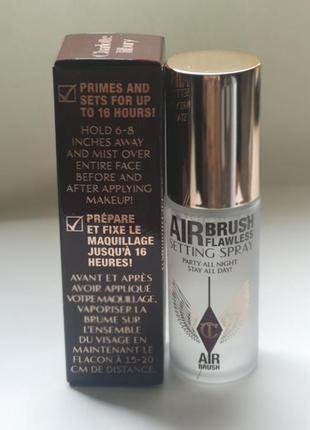 Charlotte
Tilbury
PRIMES AND
SETS FOR UP
TO 16 HOURS!
HOLD 6-8
INCHES AWAY
AND MIST OVER
ENTIRE FACE
BEFORE AND
AFTER APPLYING
MAKEUP!
PRÉPARE
ET FIXE LE
MAQUILLAGE
JUSQU'À 16
HEURES!
AVANT ET APRÈS
AVOIR APPLIQUÉ
VOTRE MAQUILLAGE,
VAPORISER LA
BRUME SUR
L'ENSEMBLE
DU VISAGE EN
MAINTENANT LE
FLACON À 15-20
CM DE DISTANCE.
AIRBRUSH
FLAWLESS
SETTING SPRAY
PARTY ALL NIGHT
STAY ALL DAY!
CT
AIR
BRUSH